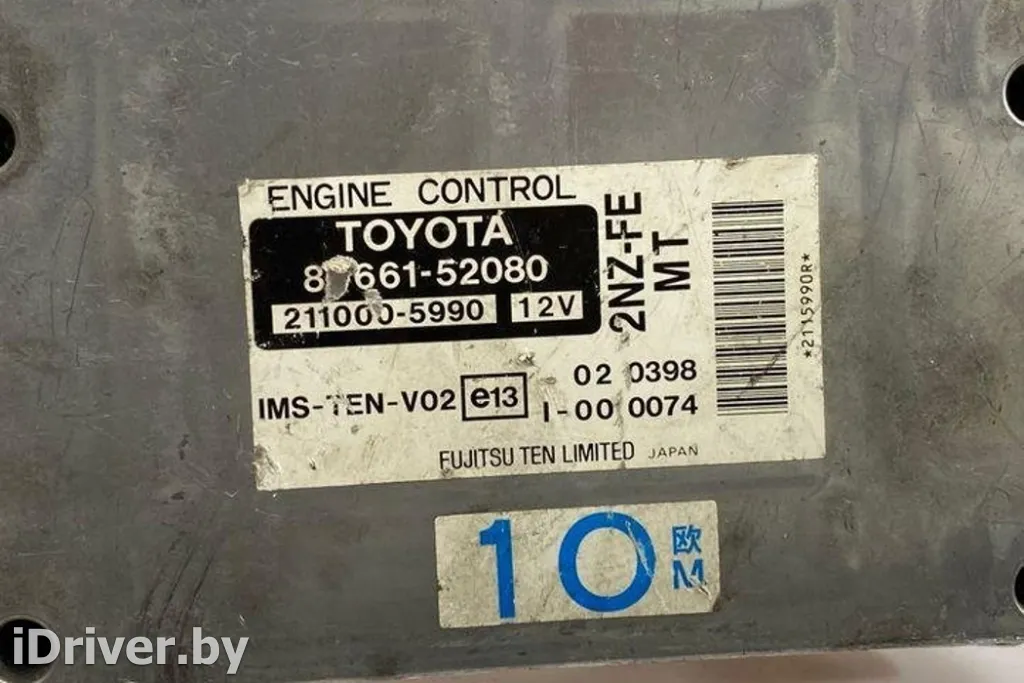 ENGINE CONTROL
TOYOTA
661-52080
211000-5990 12V
2NZ-FE
MT
*2115990R*
IMS-TEN-V02 e13 02 0398
I-00 0074
FUJITSU TEN LIMITED JAPAN
10 欧
M
iDriver.by